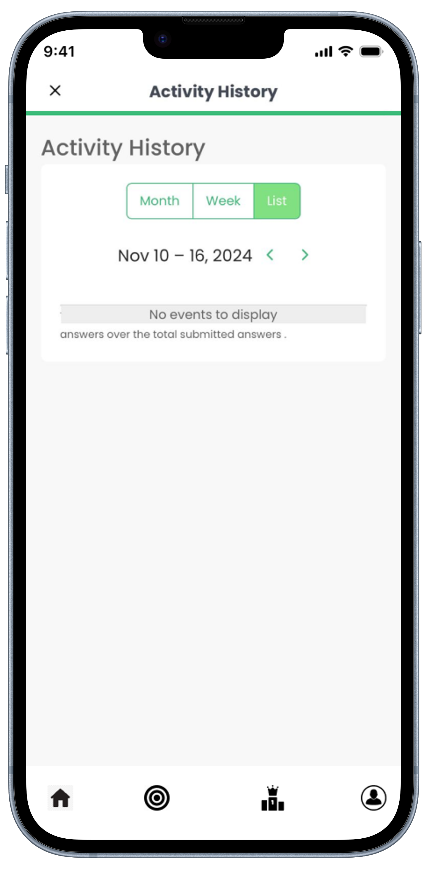 9:41
Activity History
Activity History
Month Week List
Nov 10 – 16, 2024
No events to display
answers over the total submitted answers .